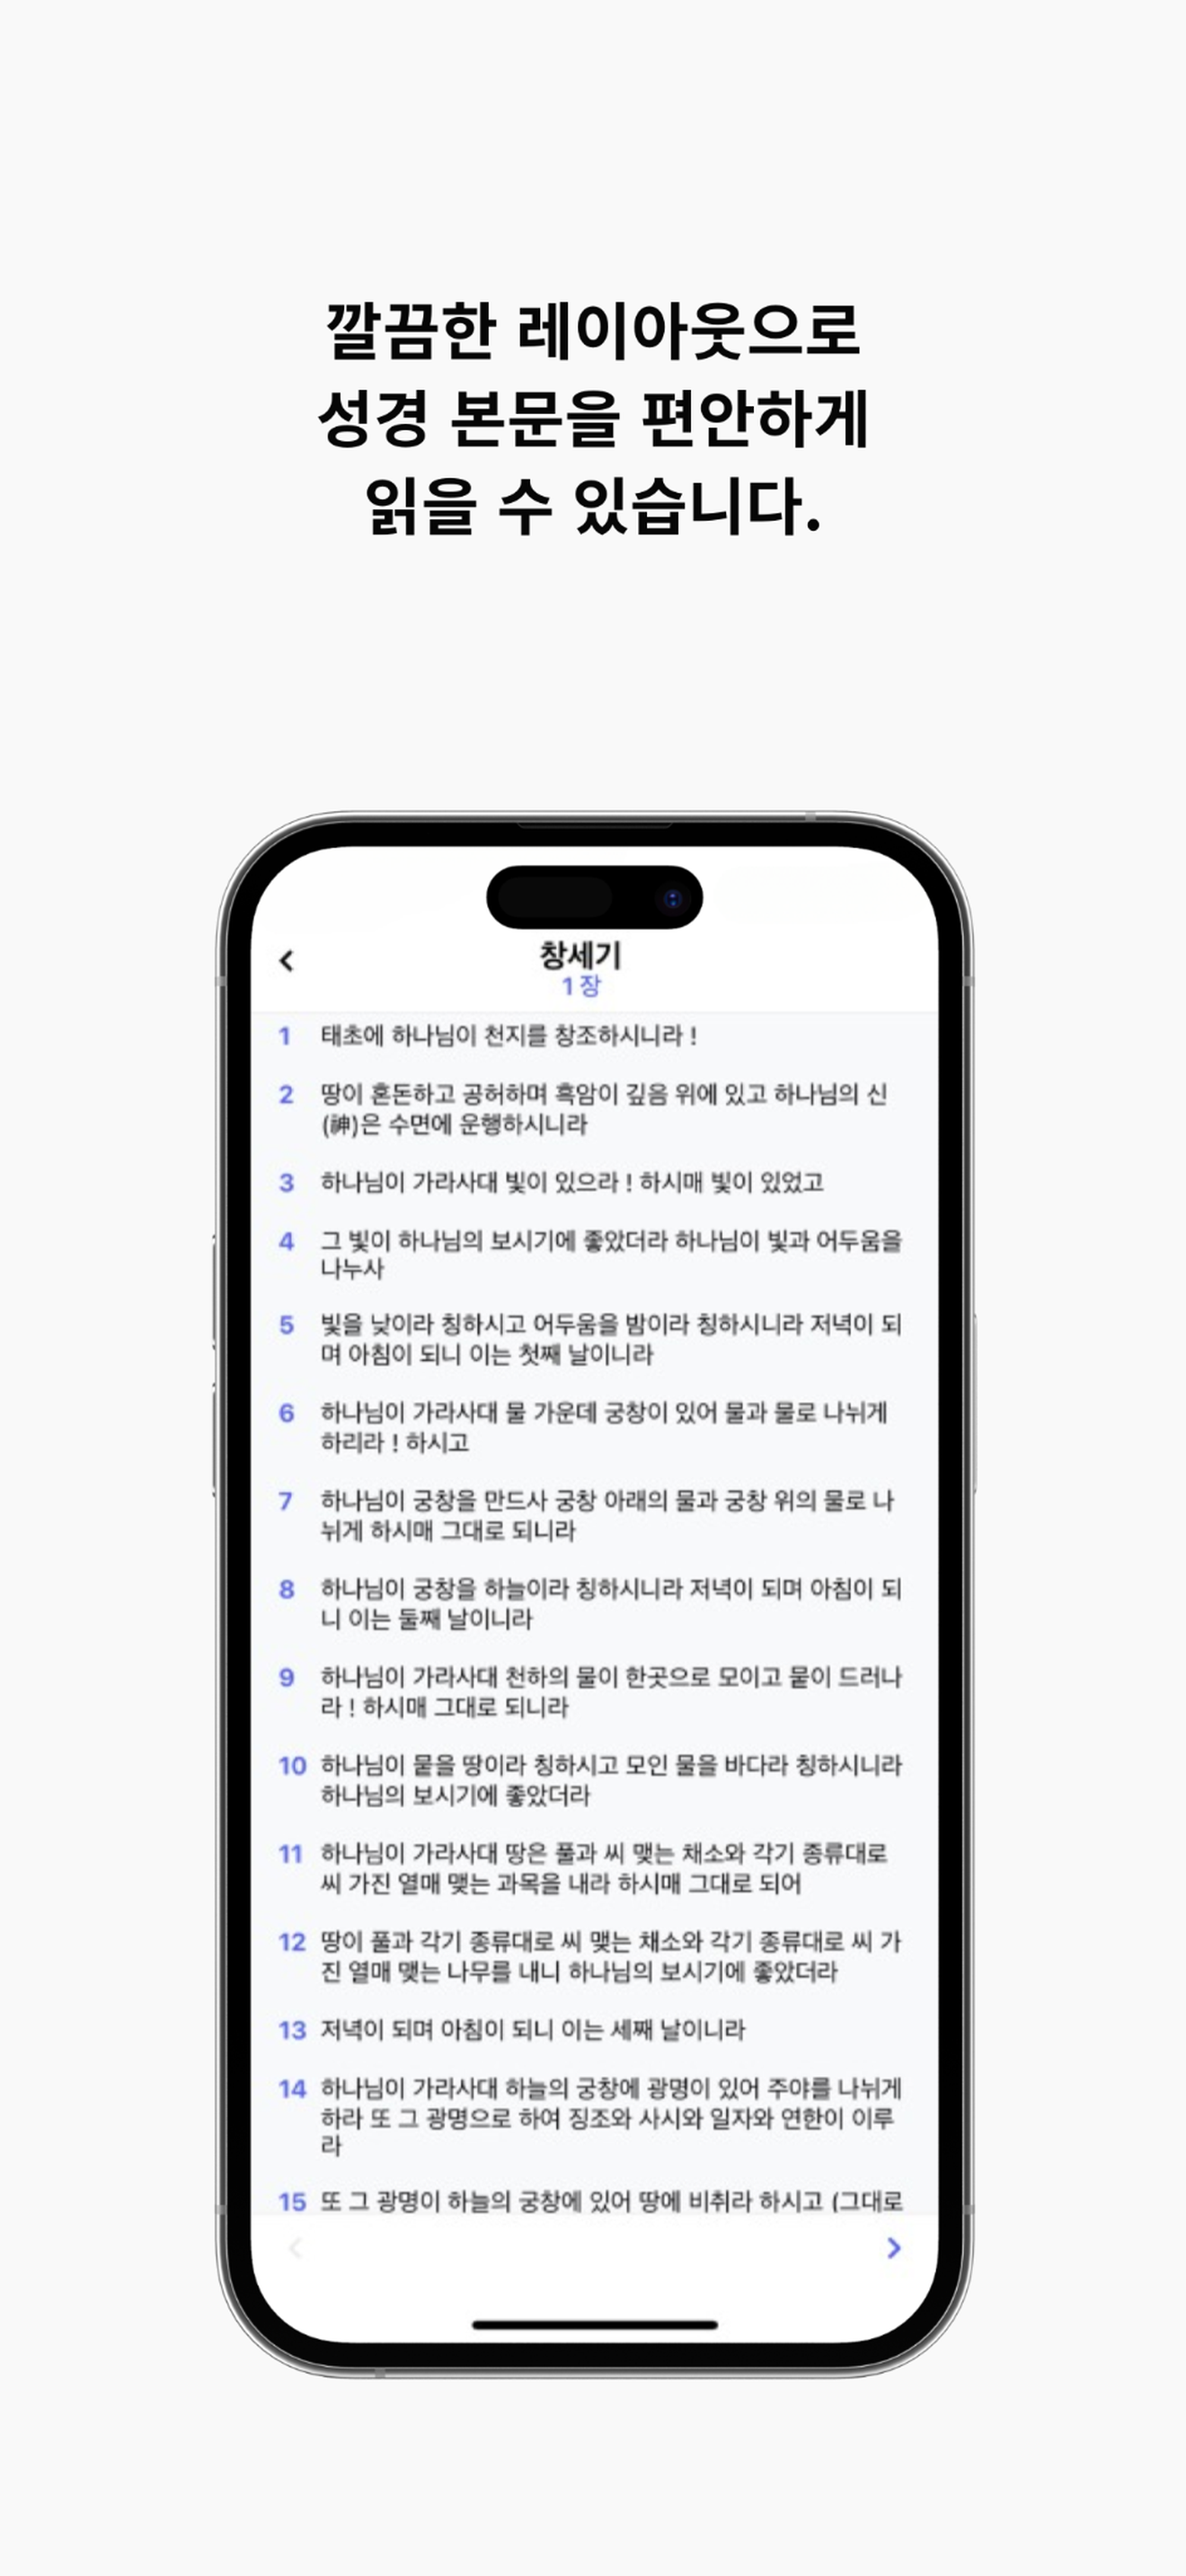 깔끔한 레이아웃으로
성경 본문을 편안하게
읽을 수 있습니다.
창세기
1 장
1 태초에 하나님이 천지를 창조하시니라 !
2 땅이 혼돈하고 공허하며 흑암이 깊음 위에 있고 하나님의 신
(神)은 수면에 운행하시니라
3 하나님이 가라사대 빛이 있으라 ! 하시매 빛이 있었고
4 그 빛이 하나님의 보시기에 좋았더라 하나님이 빛과 어두움을
나누사
5 빛을 낮이라 칭하시고 어두움을 밤이라 칭하시니라 저녁이 되
며 아침이 되니 이는 첫째 날이니라
6 하나님이 가라사대 물 가운데 궁창이 있어 물과 물로 나뉘게
하리라 ! 하시고
7 하나님이 궁창을 만드사 궁창 아래의 물과 궁창 위의 물로 나
뉘게 하시매 그대로 되니라
8 하나님이 궁창을 하늘이라 칭하시니라 저녁이 되며 아침이 되
니 이는 둘째 날이니라
9 하나님이 가라사대 천하의 물이 한곳으로 모이고 뭍이 드러나
라 ! 하시매 그대로 되니라
10 하나님이 뭍을 땅이라 칭하시고 모인 물을 바다라 칭하시니라
하나님의 보시기에 좋았더라
11 하나님이 가라사대 땅은 풀과 씨 맺는 채소와 각기 종류대로
씨 가진 열매 맺는 과목을 내라 하시매 그대로 되어
12 땅이 풀과 각기 종류대로 씨 맺는 채소와 각기 종류대로 씨 가
진 열매 맺는 나무를 내니 하나님의 보시기에 좋았더라
13 저녁이 되며 아침이 되니 이는 세째 날이니라
14 하나님이 가라사대 하늘의 궁창에 광명이 있어 주야를 나뉘게
하라 또 그 광명으로 하여 징조와 사시와 일자와 연한이 이루
라
15 또 그 광명이 하늘의 궁창에 있어 땅에 비취라 하시고 (그대로